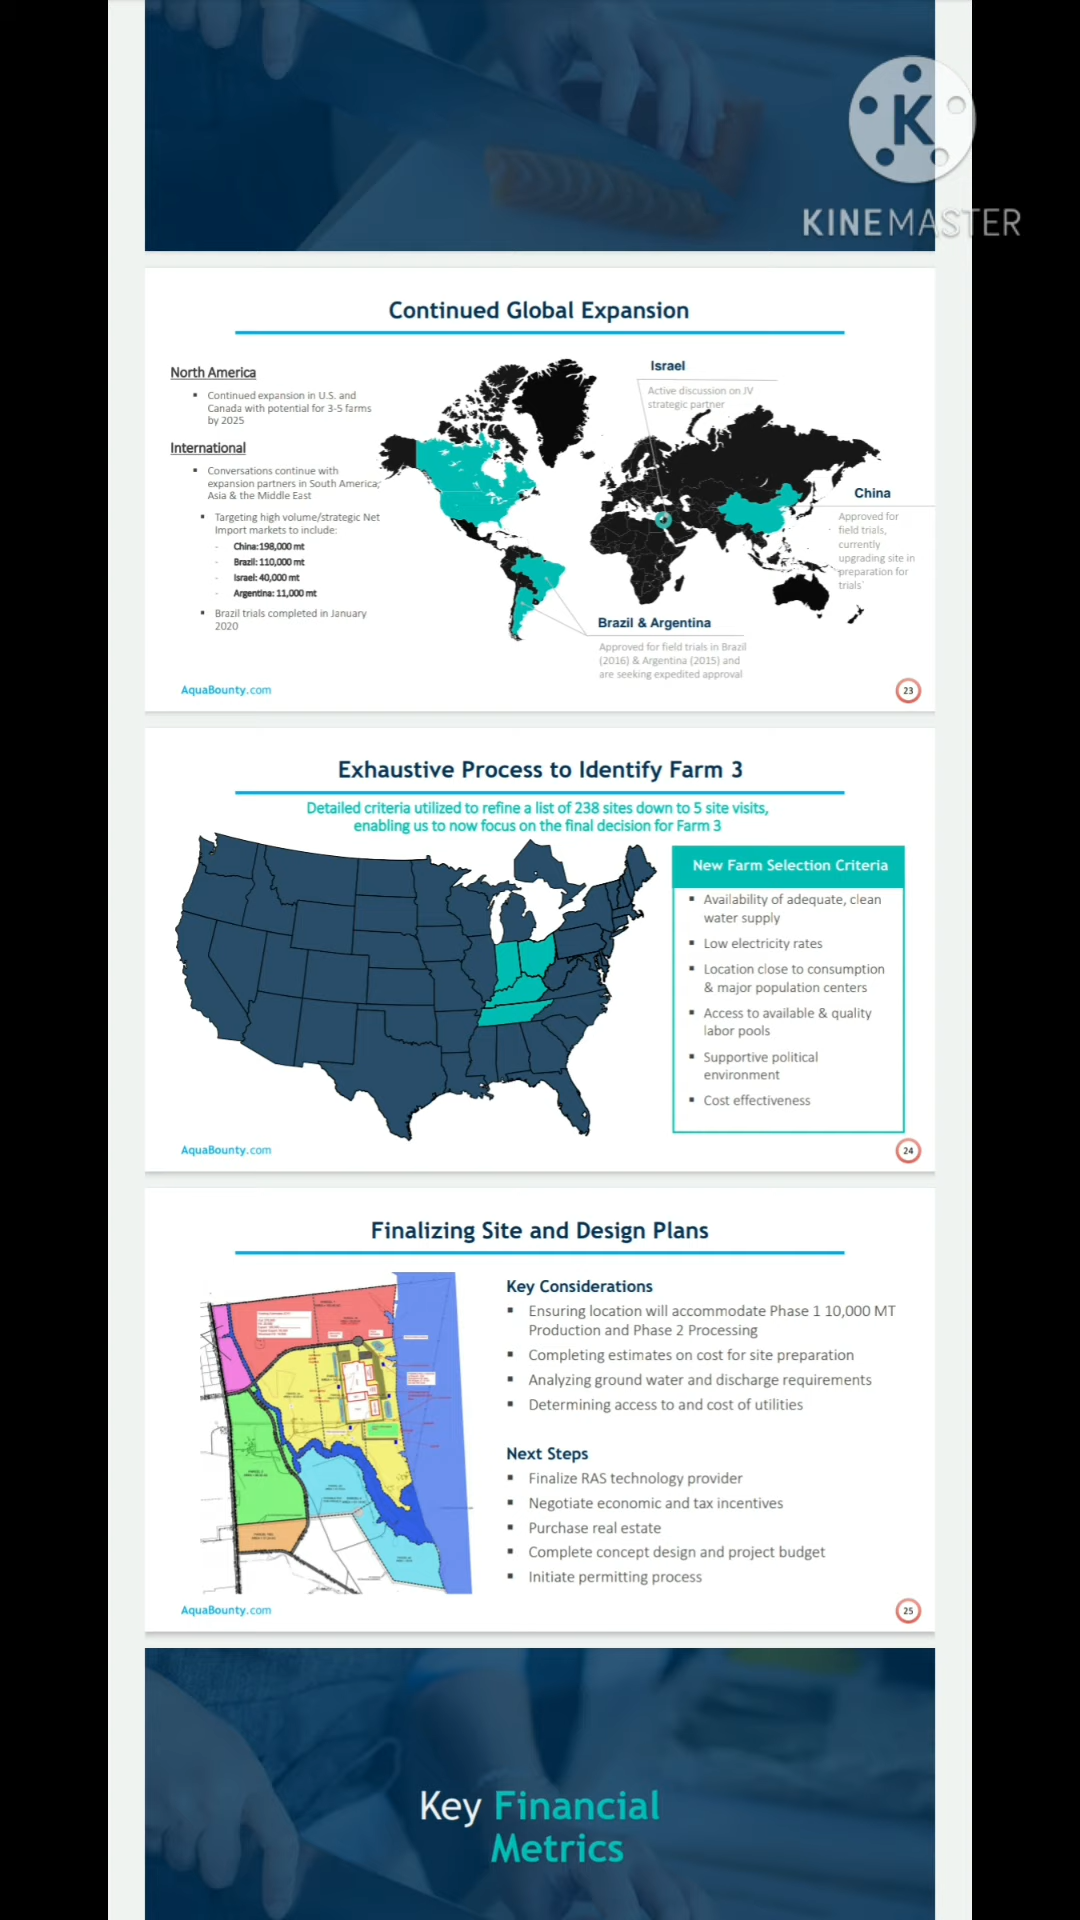 KINEMASTER
Continued Global Expansion
North America
▪ Continued expansion in U.S. and
Canada with potential for 3-5 farms
by 2025
International
▪ Conversations continue with
expansion partners in South America,
Asia & the Middle East
▪ Targeting high volume/strategic Net
Import markets to include:
- China:198,000 mt
- Brazil: 110,000 mt
- Israel: 40,000 mt
- Argentina: 11,000 mt
▪ Brazil trials completed in January
2020
Israel
Active discussion on JV
strategic partner
China
Approved for
field trials,
currently
upgrading site in
preparation for
trials`
Brazil & Argentina
Approved for field trials in Brazil
(2016) & Argentina (2015) and
are seeking expedited approval
AquaBounty.com
23
Exhaustive Process to Identify Farm 3
Detailed criteria utilized to refine a list of 238 sites down to 5 site visits,
enabling us to now focus on the final decision for Farm 3
New Farm Selection Criteria
▪ Availability of adequate, clean
water supply
▪ Low electricity rates
▪ Location close to consumption
& major population centers
▪ Access to available & quality
labor pools
▪ Supportive political
environment
▪ Cost effectiveness
AquaBounty.com
24
Finalizing Site and Design Plans
Key Considerations
▪ Ensuring location will accommodate Phase 1 10,000 MT
Production and Phase 2 Processing
▪ Completing estimates on cost for site preparation
▪ Analyzing ground water and discharge requirements
▪ Determining access to and cost of utilities
Next Steps
▪ Finalize RAS technology provider
▪ Negotiate economic and tax incentives
▪ Purchase real estate
▪ Complete concept design and project budget
▪ Initiate permitting process
AquaBounty.com
25
Key Financial
Metrics